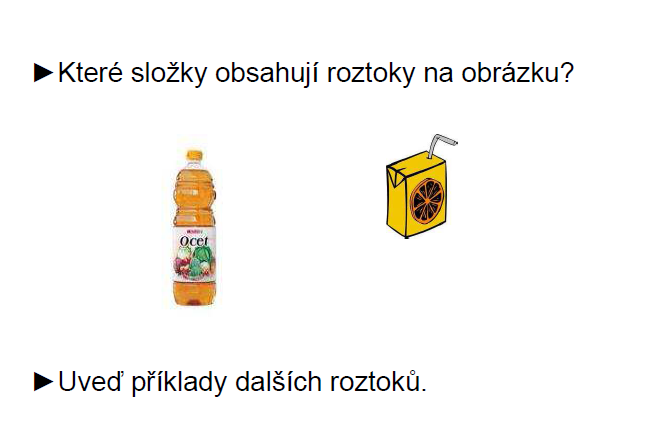 ►Které složky obsahují roztoky na obrázku?
Ocet
►Uveď příklady dalších roztoků.